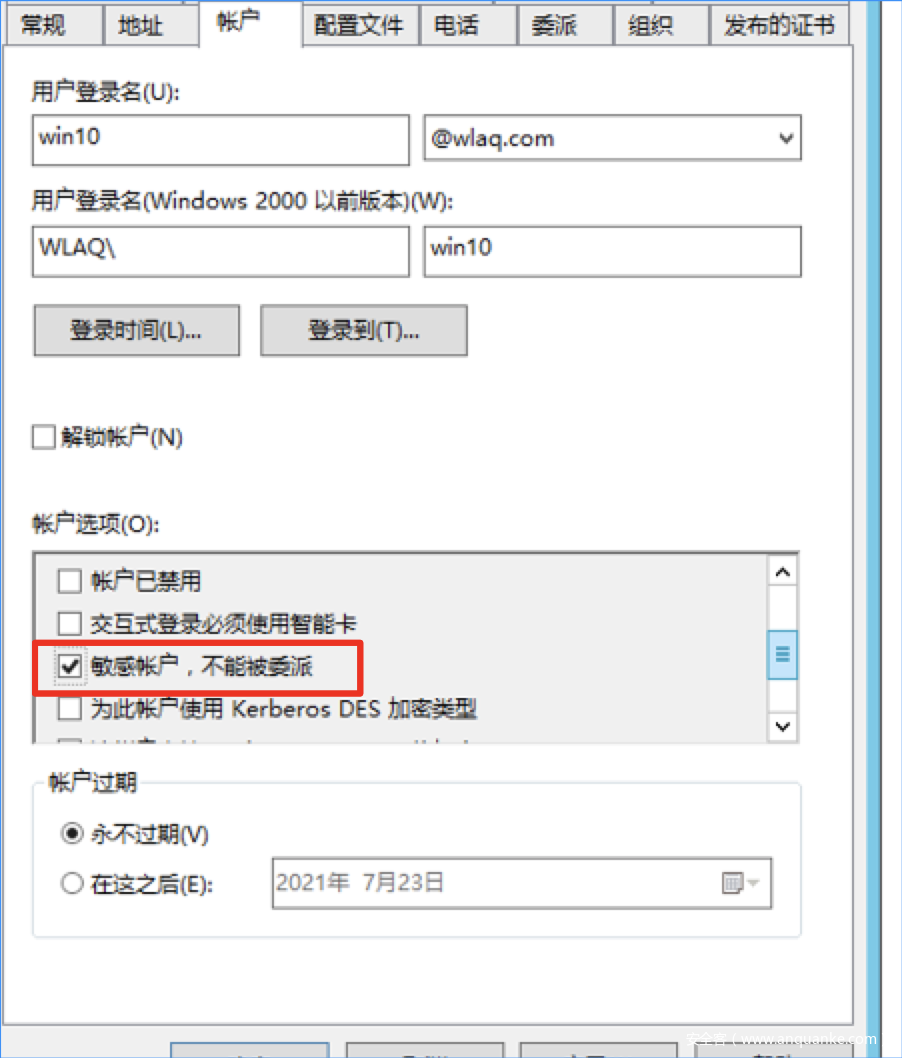 常规 地址 帐户 配置文件 电话 委派 组织 发布的证书
用户登录名(U):
win10 @wlaq.com
用户登录名(Windows 2000 以前版本)(W):
WLAQ\ win10
登录时间(L)... 登录到(T)...
解锁帐户(N)
帐户选项(O):
帐户已禁用
交互式登录必须使用智能卡
敏感帐户，不能被委派
为此帐户使用 Kerberos DES 加密类型
帐户过期
永不过期(V)
在这之后(E): 2021年 7月23日
安全客 ( www.anquanke.com